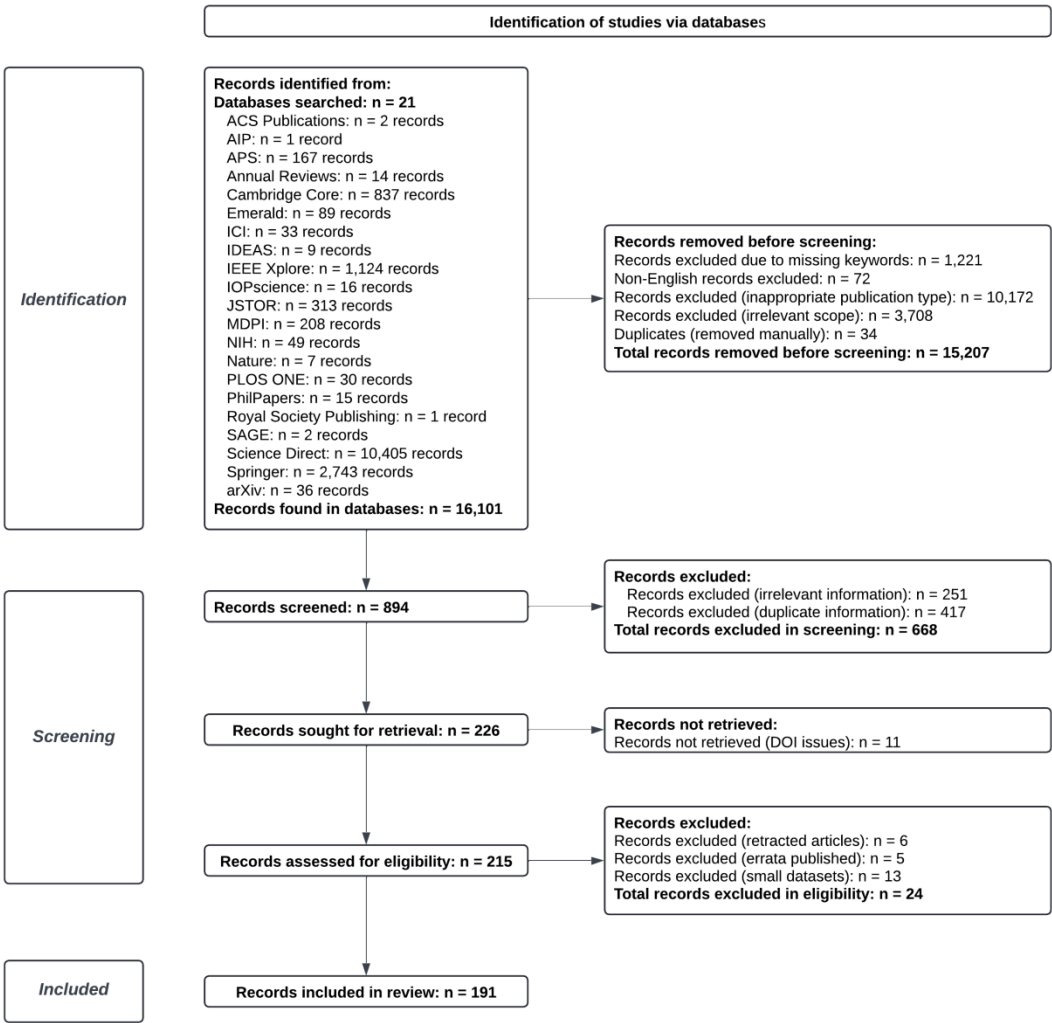 Identification of studies via databases
Identification
Records identified from:
Databases searched: n = 21
ACS Publications: n = 2 records
AIP: n = 1 record
APS: n = 167 records
Annual Reviews: n = 14 records
Cambridge Core: n = 837 records
Emerald: n = 89 records
ICI: n = 33 records
IDEAS: n = 9 records
IEEE Xplore: n = 1,124 records
IOPscience: n = 16 records
JSTOR: n = 313 records
MDPI: n = 208 records
NIH: n = 49 records
Nature: n = 7 records
PLOS ONE: n = 30 records
PhilPapers: n = 15 records
Royal Society Publishing: n = 1 record
SAGE: n = 2 records
Science Direct: n = 10,405 records
Springer: n = 2,743 records
arXiv: n = 36 records
Records found in databases: n = 16,101
Records removed before screening:
Records excluded due to missing keywords: n = 1,221
Non-English records excluded: n = 72
Records excluded (inappropriate publication type): n = 10,172
Records excluded (irrelevant scope): n = 3,708
Duplicates (removed manually): n = 34
Total records removed before screening: n = 15,207
Screening
Records screened: n = 894
Records excluded:
Records excluded (irrelevant information): n = 251
Records excluded (duplicate information): n = 417
Total records excluded in screening: n = 668
Records sought for retrieval: n = 226
Records not retrieved:
Records not retrieved (DOI issues): n = 11
Records assessed for eligibility: n = 215
Records excluded:
Records excluded (retracted articles): n = 6
Records excluded (errata published): n = 5
Records excluded (small datasets): n = 13
Total records excluded in eligibility: n = 24
Included
Records included in review: n = 191